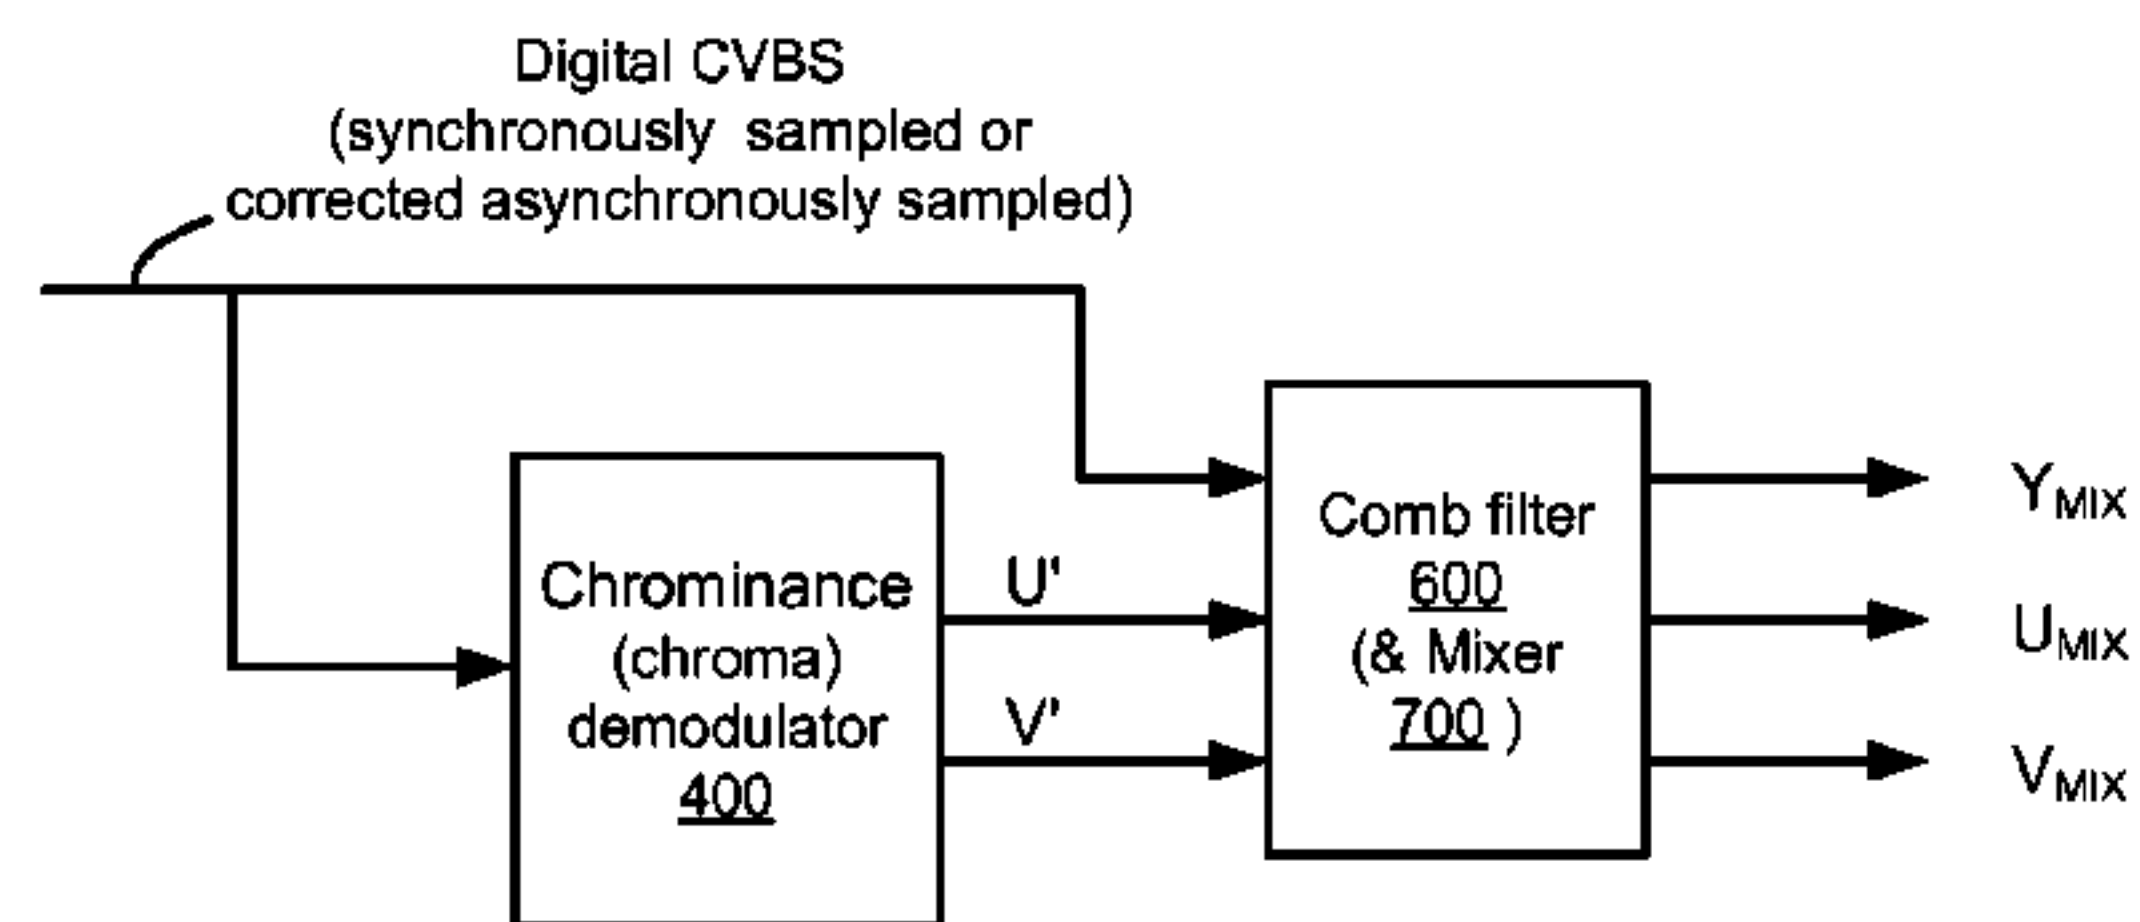 Digital CVBS
(synchronously sampled or
corrected asynchronously sampled)
Chrominance
(chroma)
demodulator
400
U'
V'
Comb filter
600
(& Mixer
700 )
YMIX
UMIX
VMIX